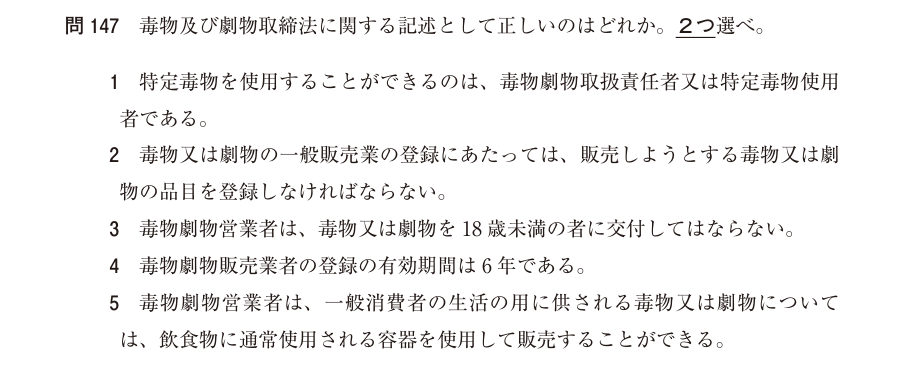 問 147 毒物及び劇物取締法に関する記述として正しいのはどれか。2つ選べ。
1 特定毒物を使用することができるのは、毒物劇物取扱責任者又は特定毒物使用
者である。
2 毒物又は劇物の一般販売業の登録にあたっては、販売しようとする毒物又は劇
物の品目を登録しなければならない。
3 毒物劇物営業者は、毒物又は劇物を 18 歳未満の者に交付してはならない。
4 毒物劇物販売業者の登録の有効期間は 6 年である。
5 毒物劇物営業者は、一般消費者の生活の用に供される毒物又は劇物について
は、飲食物に通常使用される容器を使用して販売することができる。